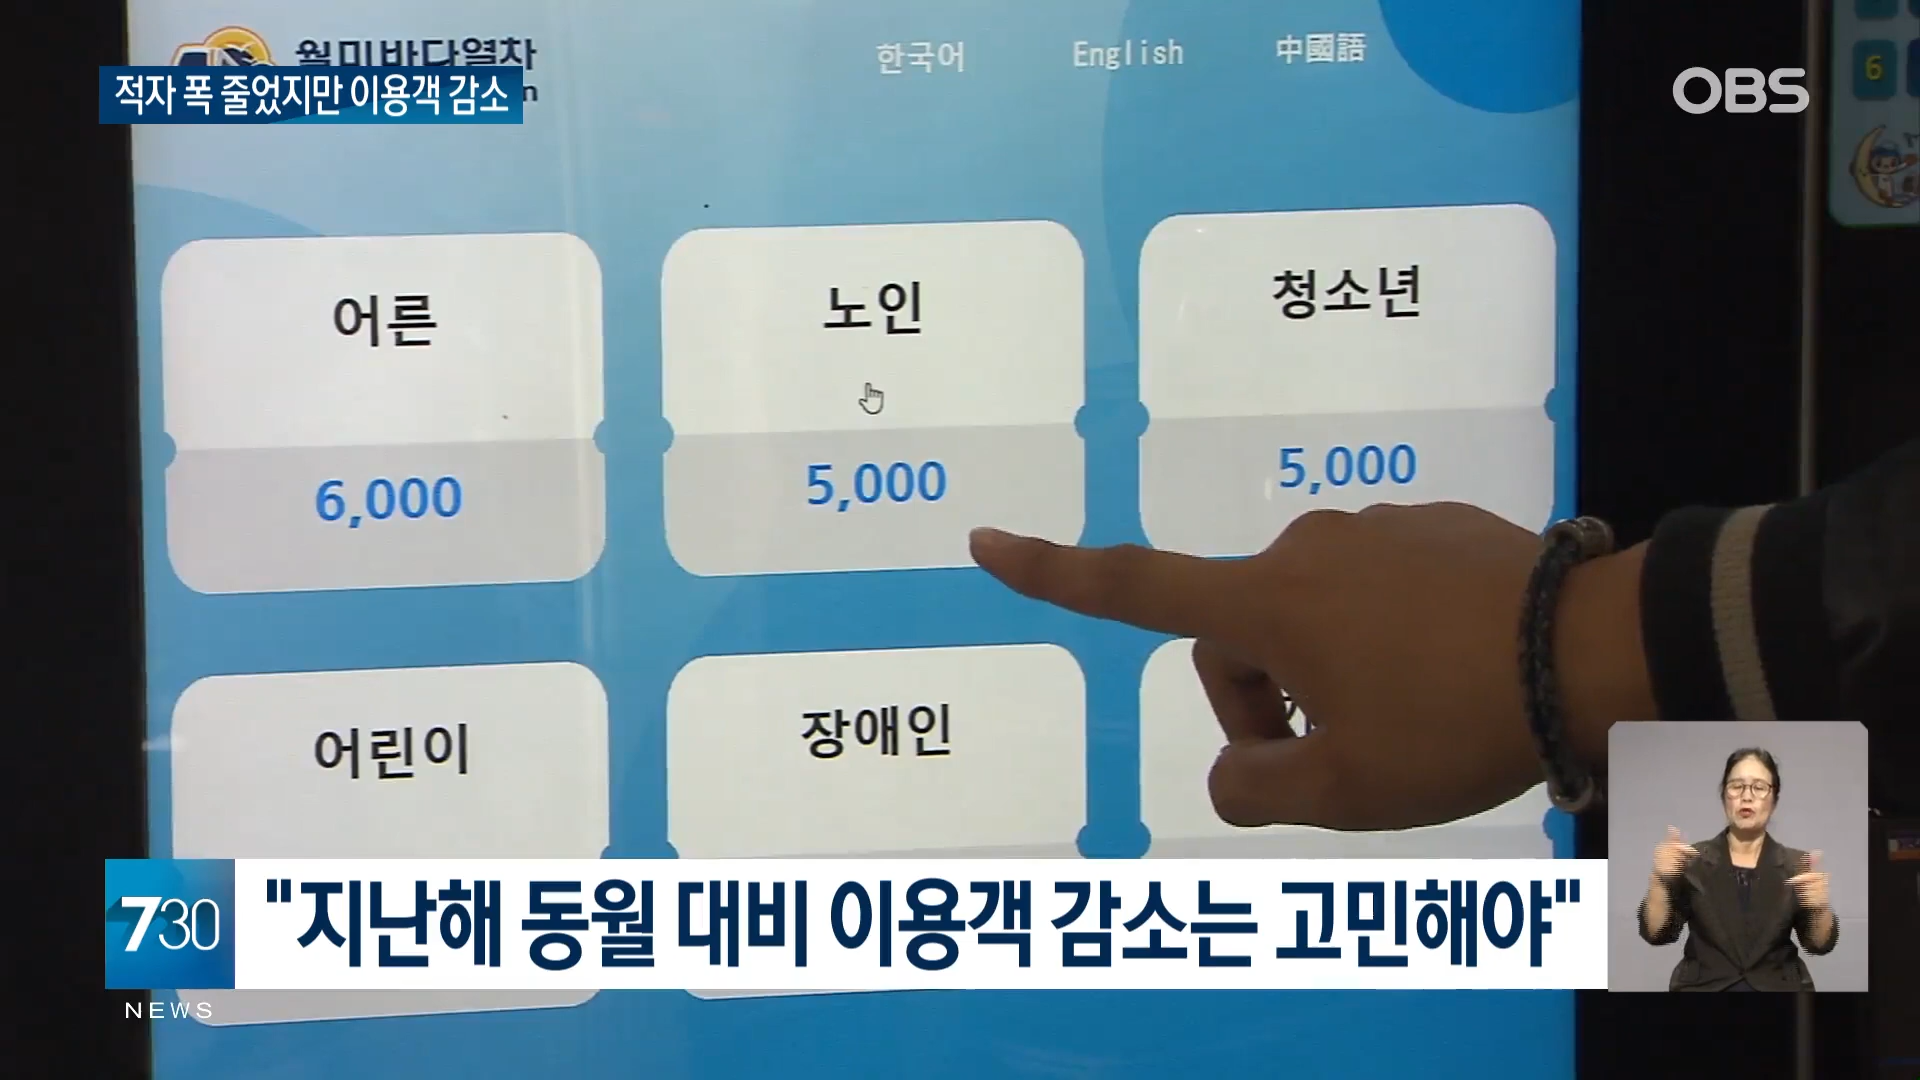 월미바다열차
한국어 English 中國語
적자 폭 줄었지만 이용객 감소
OBS
6
어른
노인
청소년
6,000
5,000
5,000
어린이
장애인
730
"지난해 동월 대비 이용객 감소는 고민해야"
NEWS